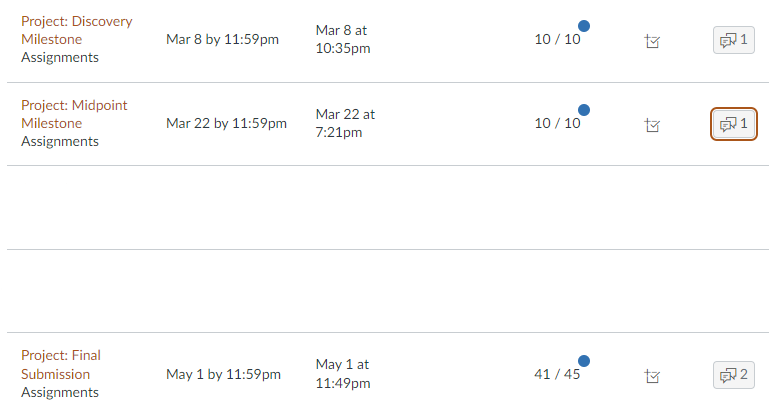 Project: Discovery
Milestone
Assignments
Mar 8 by 11:59pm
Mar 8 at
10:35pm
10 / 10
1
Project: Midpoint
Milestone
Assignments
Mar 22 by 11:59pm
Mar 22 at
7:21pm
10 / 10
1
Project: Final
Submission
Assignments
May 1 by 11:59pm
May 1 at
11:49pm
41 / 45
2